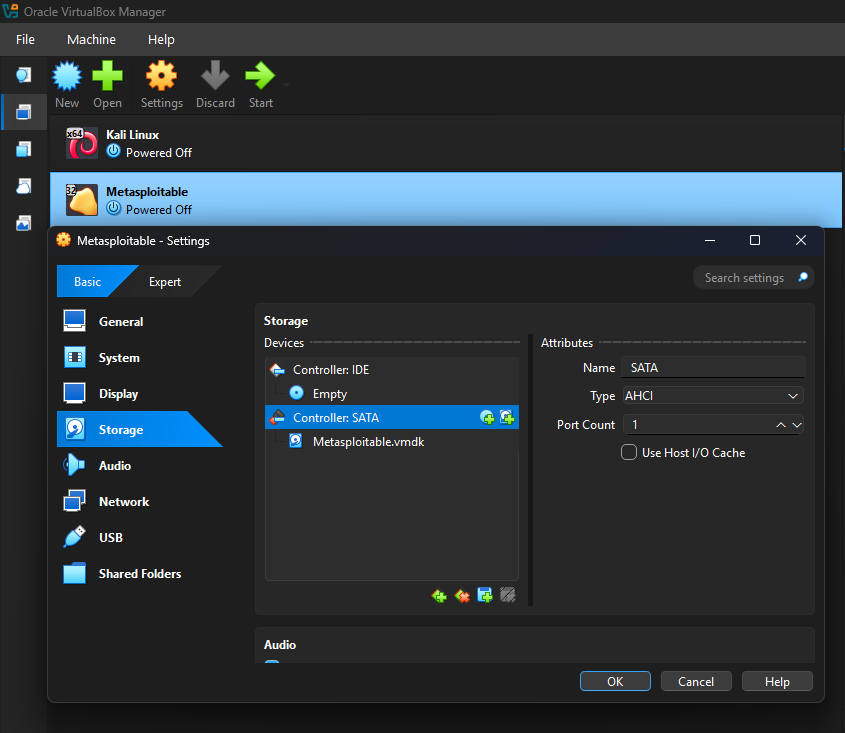 Oracle VirtualBox Manager
File Machine Help
New Open Settings Discard Start
x64 Kali Linux
Powered Off
32 Metasploitable
Powered Off
Metasploitable - Settings
Basic Expert Search settings
General
System
Display
Storage
Audio
Network
USB
Shared Folders
Storage
Devices
Controller: IDE
Empty
Controller: SATA
Metasploitable.vmdk
Attributes
Name SATA
Type AHCI
Port Count 1
Use Host I/O Cache
Audio
OK Cancel Help